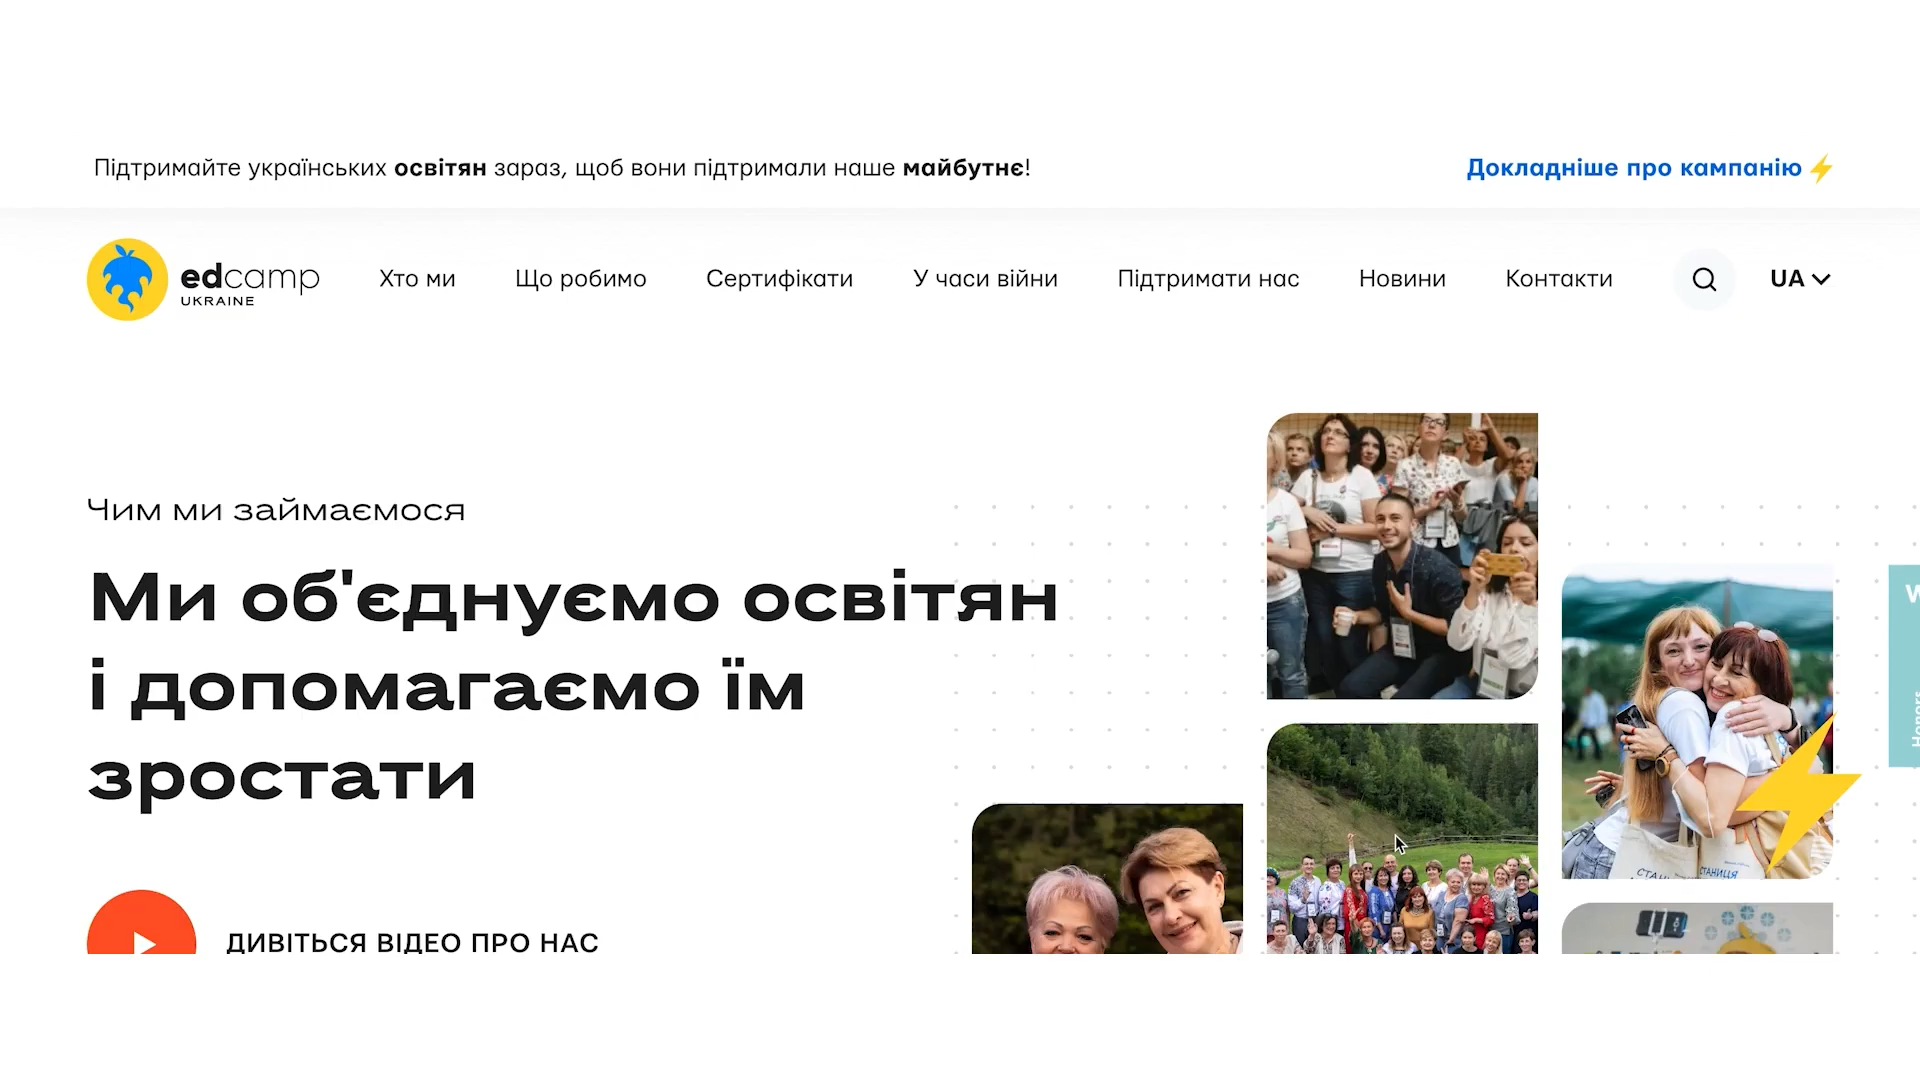 Підтримайте українських освітян зараз, щоб вони підтримали наше майбутнє!
Докладніше про кампанію
edcamp
UKRAINE
Хто ми
Що робимо
Сертифікати
У часи війни
Підтримати нас
Новини
Контакти
UA
Чим ми займаємося
Ми об'єднуємо освітян
і допомагаємо їм
зростати
ДИВІТЬСЯ ВІДЕО ПРО НАС